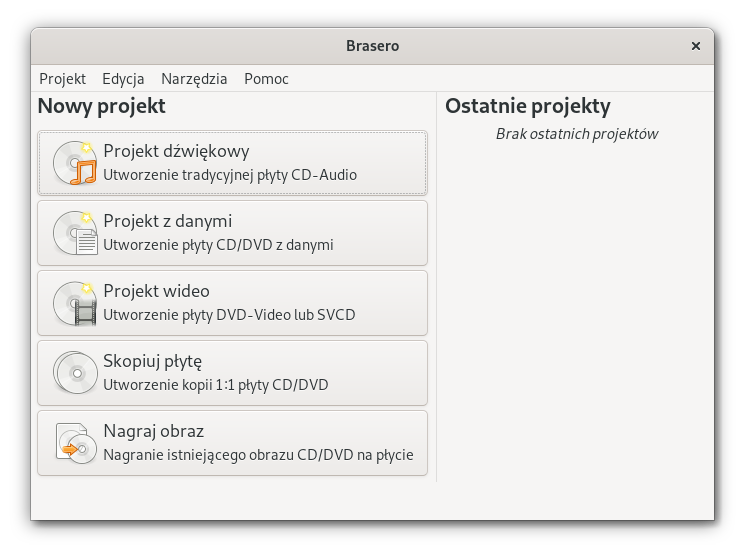 Brasero
Projekt Edycja Narzędzia Pomoc
Nowy projekt
Projekt dźwiękowy
Utworzenie tradycyjnej płyty CD-Audio
Projekt z danymi
Utworzenie płyty CD/DVD z danymi
Projekt wideo
Utworzenie płyty DVD-Video lub SVCD
Skopiuj płytę
Utworzenie kopii 1:1 płyty CD/DVD
Nagraj obraz
Nagranie istniejącego obrazu CD/DVD na płycie
Ostatnie projekty
Brak ostatnich projektów